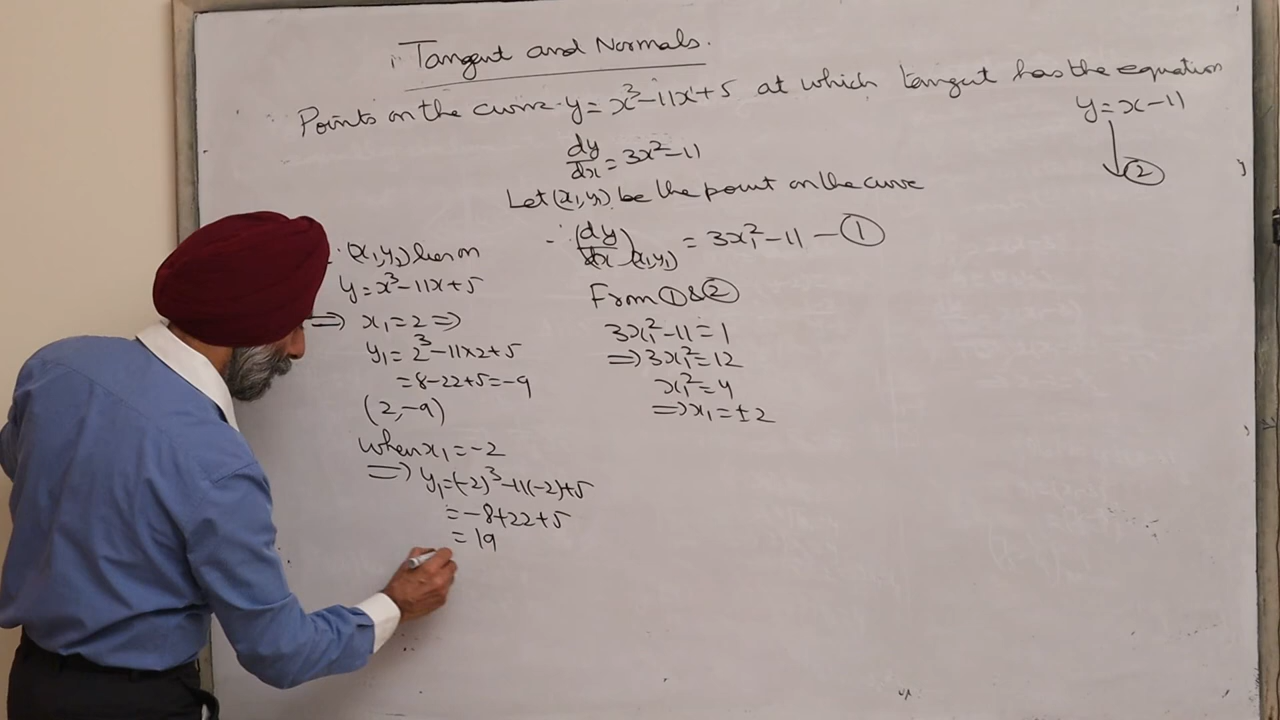 Tangent and Normals.
Points on the curve y = x³ - 11x + 5 at which tangent has the equation
y = x - 11
②
dy/dx = 3x² - 11
Let (x₁, y₁) be the point on the curve
∴ (dy/dx)(x₁, y₁) = 3x₁² - 11 — ①
From ① & ②
3x₁² - 11 = 1
⇒ 3x₁² = 12
x₁² = 4
⇒ x₁ = ± 2
(x₁, y₁) lies on
y = x³ - 11x + 5
⇒ x₁ = 2 ⇒
y₁ = 2³ - 11×2 + 5
= 8 - 22 + 5 = -9
(2, -9)
when x₁ = -2
⇒ y₁ = (-2)³ - 11(-2) + 5
= -8 + 22 + 5
= 19